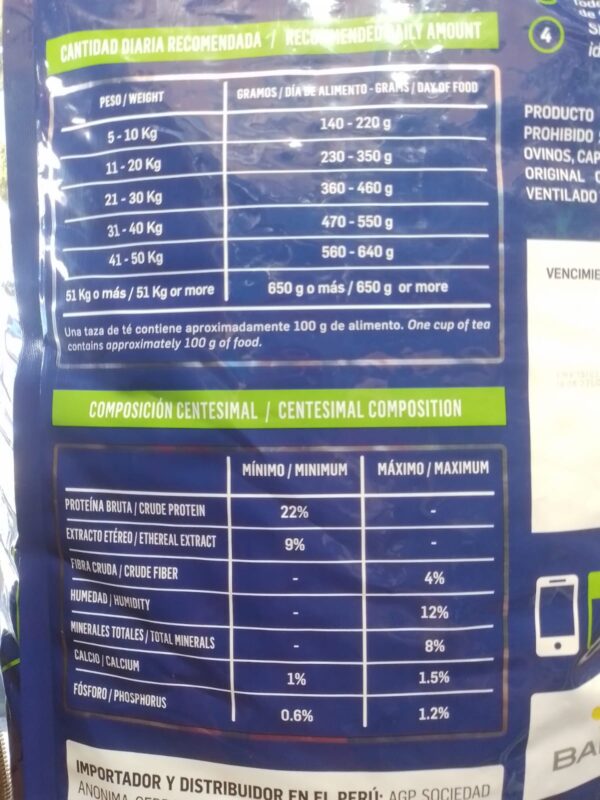 CANTIDAD DIARIA RECOMENDADA / RECOMMENDED DAILY AMOUNT
PESO / WEIGHT GRAMOS / DÍA DE ALIMENTO - GRAMS / DAY OF FOOD
5 - 10 Kg 140 - 220 g
11 - 20 Kg 230 - 350 g
21 - 30 Kg 360 - 460 g
31 - 40 Kg 470 - 550 g
41 - 50 Kg 560 - 640 g
51 Kg o más / 51 Kg or more 650 g o más / 650 g or more
Una taza de té contiene aproximadamente 100 g de alimento. One cup of tea
contains approximately 100 g of food.
COMPOSICIÓN CENTESIMAL / CENTESIMAL COMPOSITION
MÍNIMO / MINIMUM MÁXIMO / MAXIMUM
PROTEÍNA BRUTA / CRUDE PROTEIN 22% -
EXTRACTO ETÉREO / ETHEREAL EXTRACT 9% -
FIBRA CRUDA / CRUDE FIBER - 4%
HUMEDAD / HUMIDITY - 12%
MINERALES TOTALES / TOTAL MINERALS - 8%
CALCIO / CALCIUM 1% 1.5%
FÓSFORO / PHOSPHORUS 0.6% 1.2%
IMPORTADOR Y DISTRIBUIDOR EN EL PERÚ: AGP SOCIEDAD
ANONIMA
4
PRODUCTO
PROHIBIDO
OVINOS, CAP
ORIGINAL
VENTILADO
VENCIMIE
BA